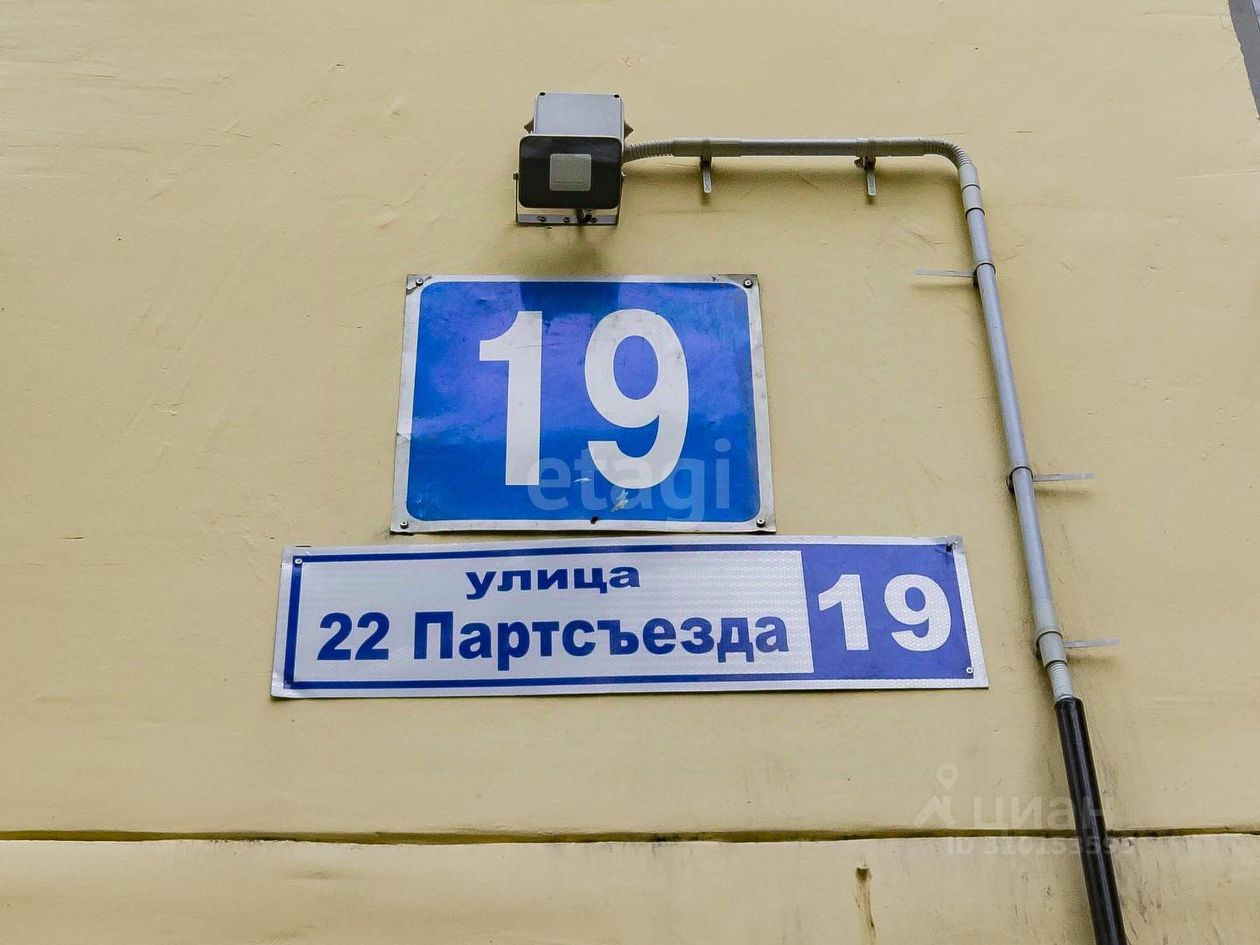 19
etagi
улица
22 Партсъезда
19
циан